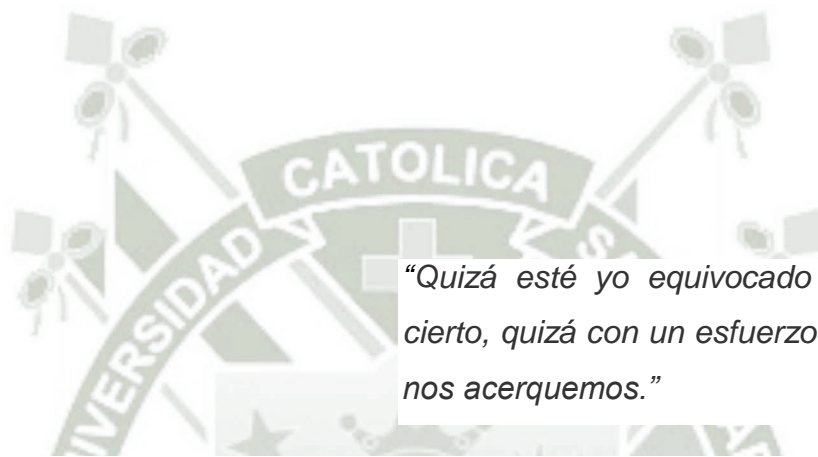 CATOLICA
UNIVERSIDAD
“Quizá esté yo equivocado
cierto, quizá con un esfuerzo
nos acerquemos.”